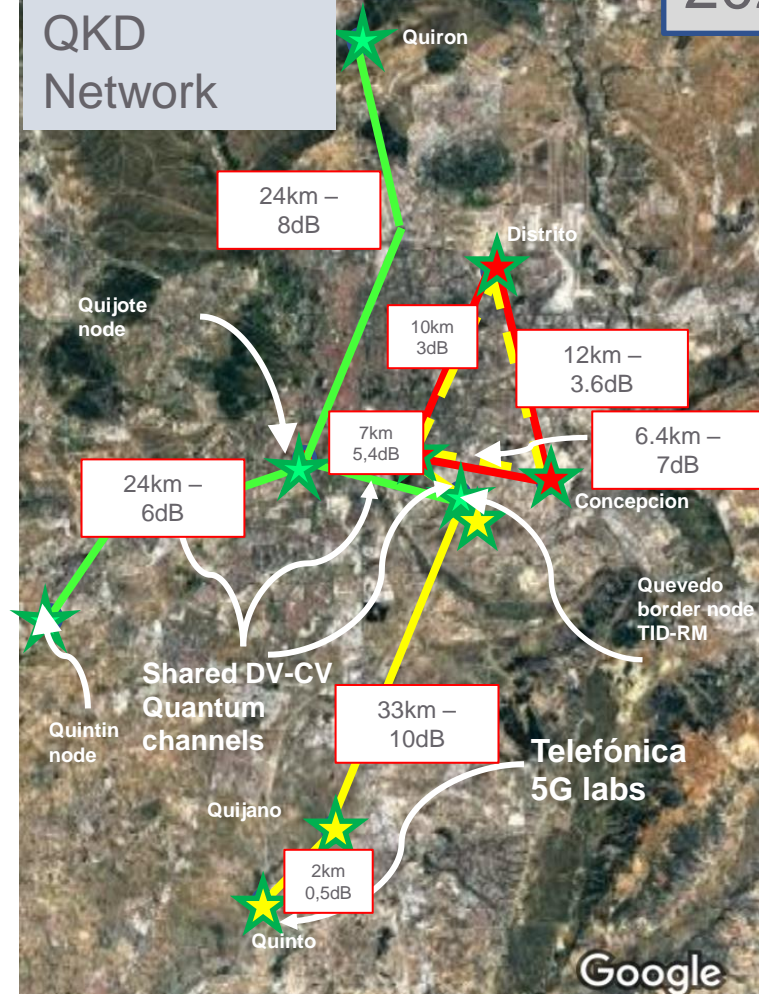 QKD
Network
Quiron
24km –
8dB
Distrito
Quijote
node
10km
3dB
12km –
3.6dB
7km
5,4dB
6.4km –
7dB
24km –
6dB
Concepcion
Quevedo
border node
TID-RM
Shared DV-CV
Quantum
channels
Quintin
node
33km –
10dB
Telefónica
5G labs
Quijano
2km
0,5dB
Quinto
Google